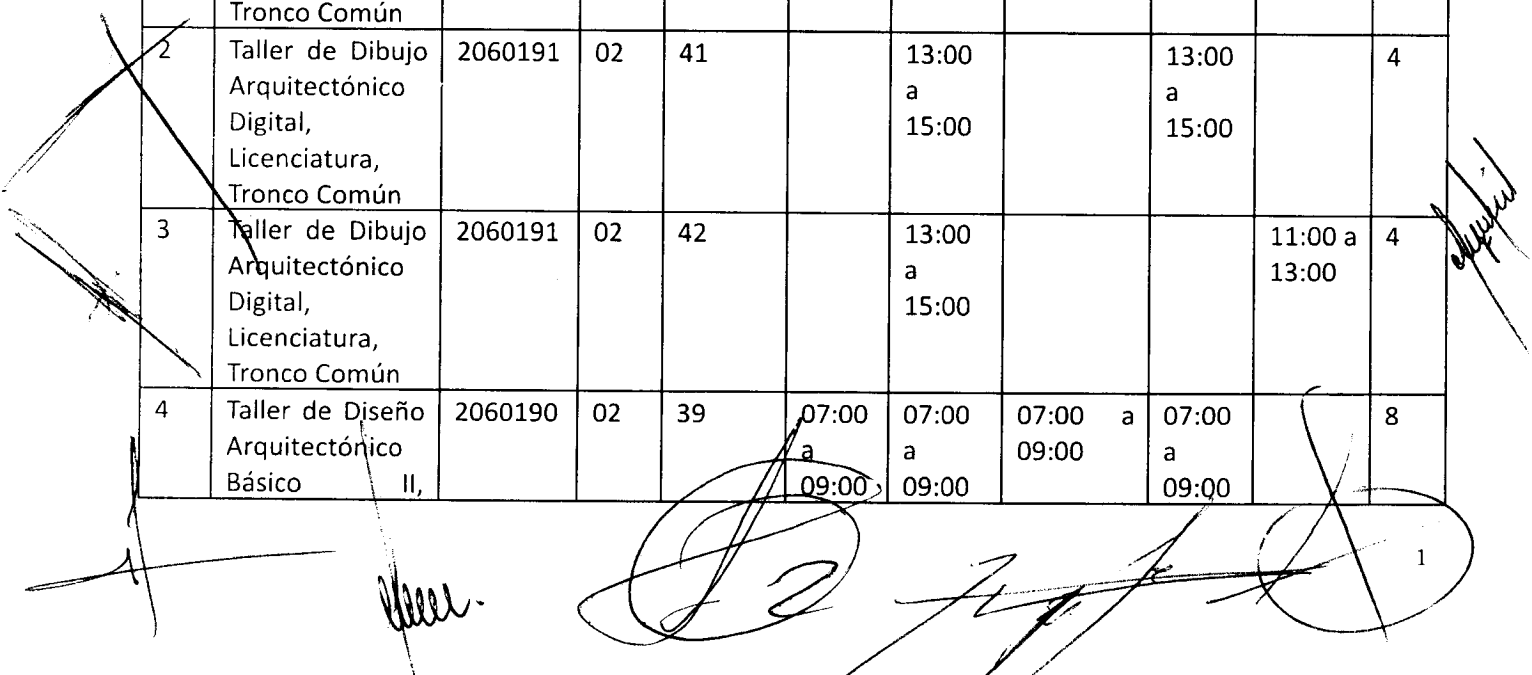 Tronco Común
2 Taller de Dibujo 2060191 02 41 13:00 13:00 4
Arquitectónico a a
Digital, 15:00 15:00
Licenciatura,
Tronco Común
3 Taller de Dibujo 2060191 02 42 13:00 11:00 a 4
Arquitectónico a 13:00
Digital, 15:00
Licenciatura,
Tronco Común
4 Taller de Diseño 2060190 02 39 07:00 07:00 07:00 a 07:00 8
Arquitectónico a a 09:00 a
Básico II, 09:00 09:00 09:00
1